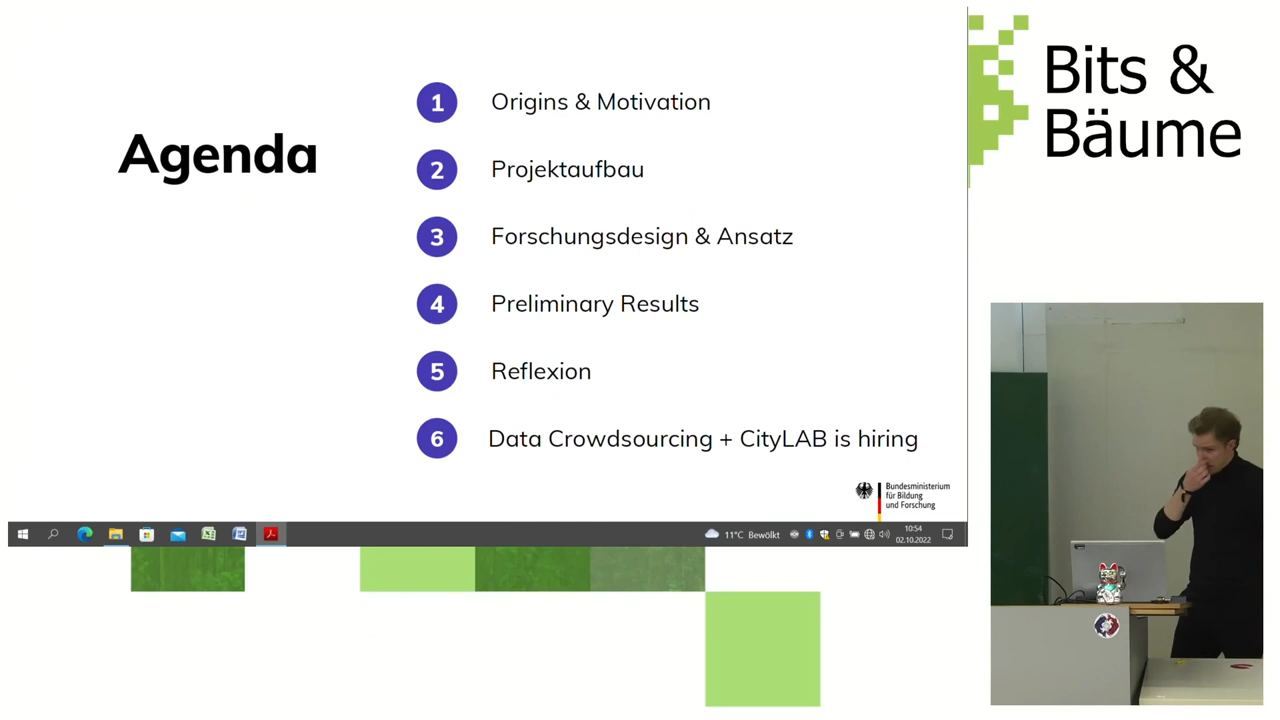 Agenda
1 Origins & Motivation
2 Projektaufbau
3 Forschungsdesign & Ansatz
4 Preliminary Results
5 Reflexion
6 Data Crowdsourcing + CityLAB is hiring
Bundesministerium
für Bildung
und Forschung
11°C Bewölkt
10:54
02.10.2022
Bits &
Bäume